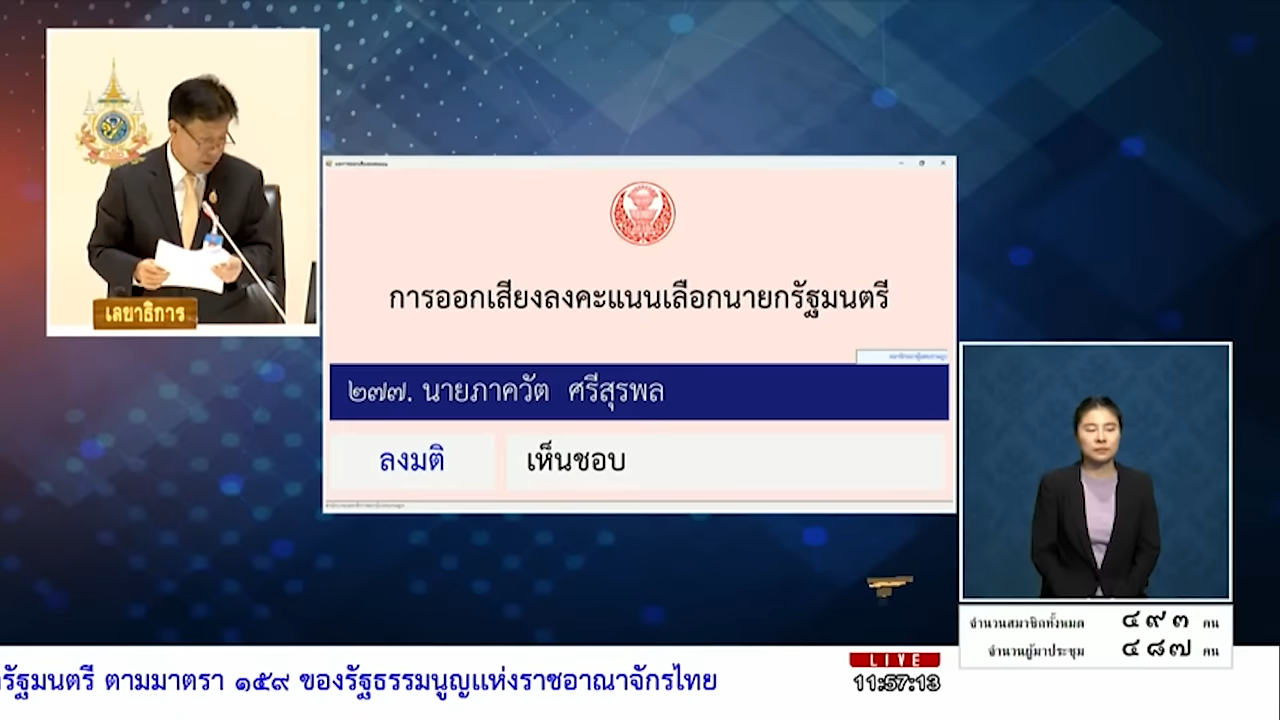 เลขาธิการ
การออกเสียงลงคะแนนเลือกนายกรัฐมนตรี
๒๗๗. นายภาควัต ศรีสุรพล
ลงมติ
เห็นชอบ
จำนวนสมาชิกทั้งหมด ๔๙๓ คน
จำนวนผู้มาประชุม ๔๘๗ คน
รัฐมนตรี ตามมาตรา ๑๕๙ ของรัฐธรรมนูญแห่งราชอาณาจักรไทย
LIVE
11:57:13